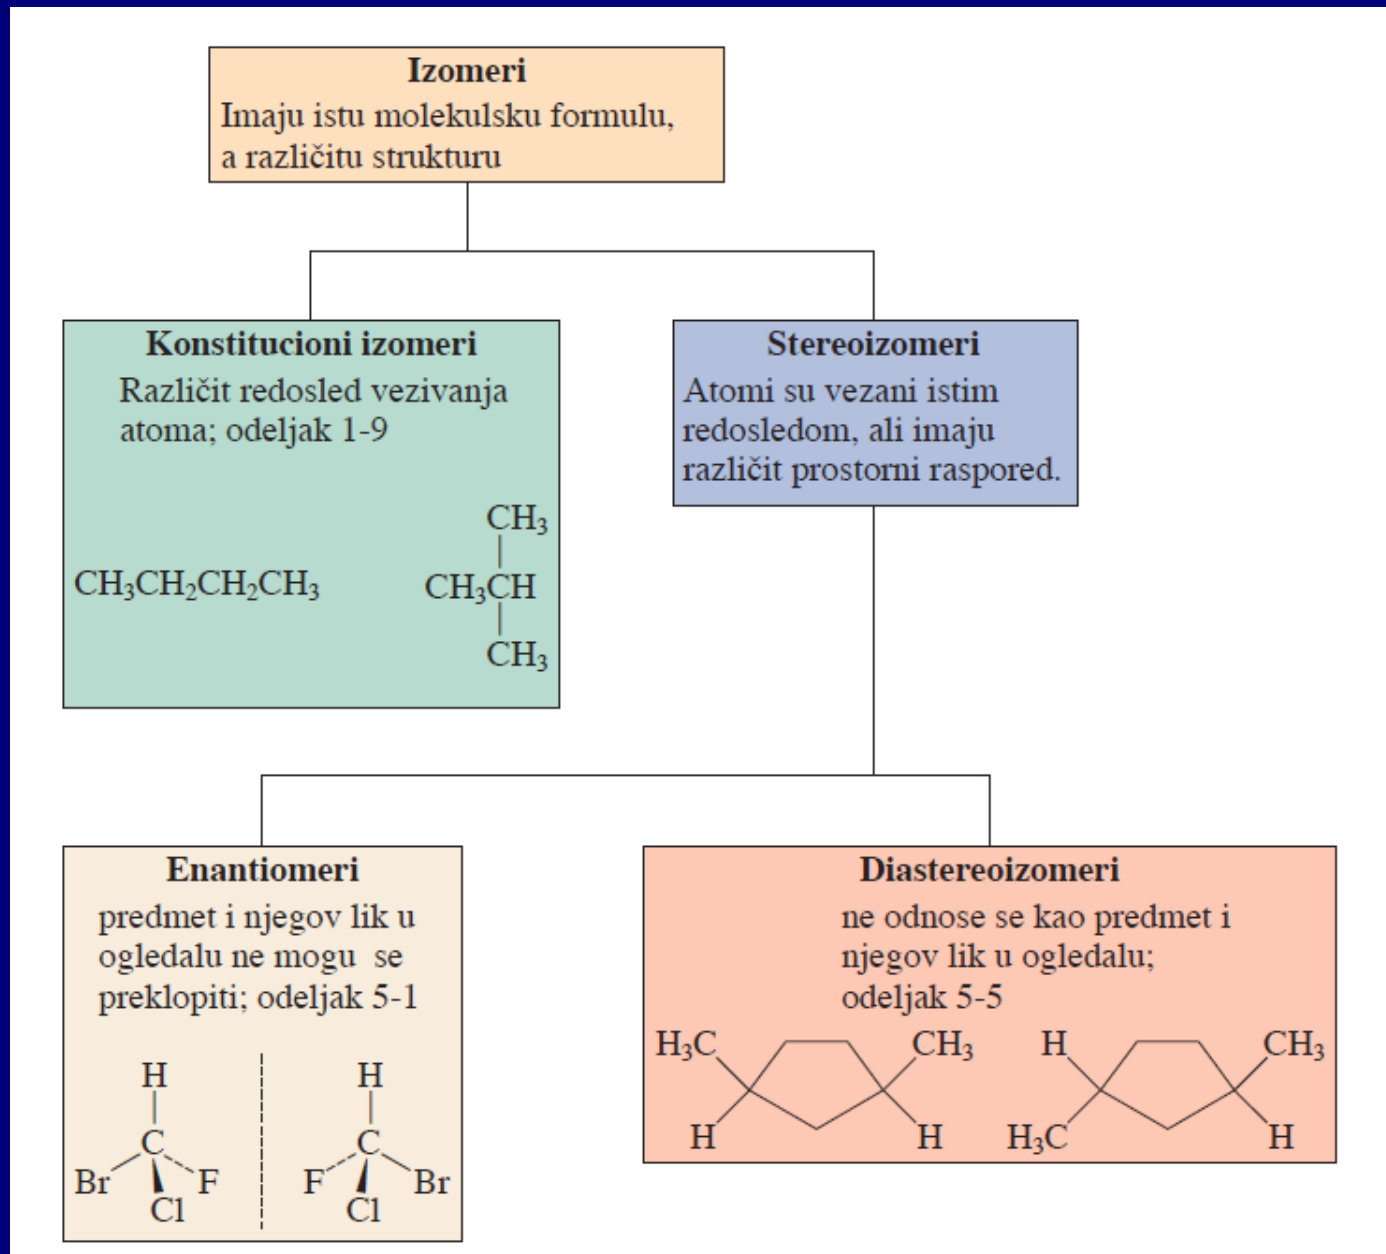 Izomeri
Imaju istu molekulsku formulu,
a različitu strukturu
Konstitucioni izomeri
Različit redosled vezivanja
atoma; odeljak 1-9
CH₃
CH₃CH₂CH₂CH₃ CH₃CH
CH₃
Stereoizomeri
Atomi su vezani istim
redosledom, ali imaju
različit prostorni raspored.
Enantiomeri
predmet i njegov lik u
ogledalu ne mogu se
preklopiti; odeljak 5-1
H H
C C
Br F F Br
Cl Cl
Diastereoizomeri
ne odnose se kao predmet i
njegov lik u ogledalu;
odeljak 5-5
H₃C CH₃ H CH₃
H H H₃C H